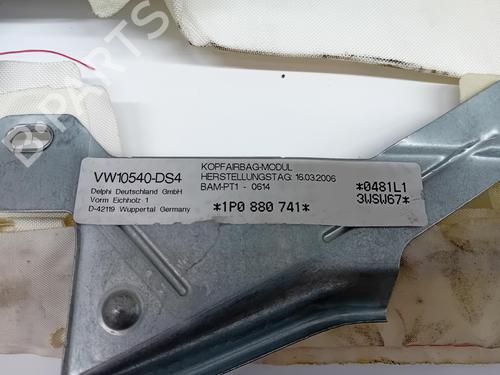 VW10540-DS4
Delphi Deutschland GmbH
Vorm Eichholz 1
D-42119 Wuppertal Germany
KOPFAIRBAG-MODUL
HERSTELLUNGSTAG: 16.03.2006
BAM-PT1 - 0614
*1P0 880 741*
*0481L1
3WSW67*
B-PARTS